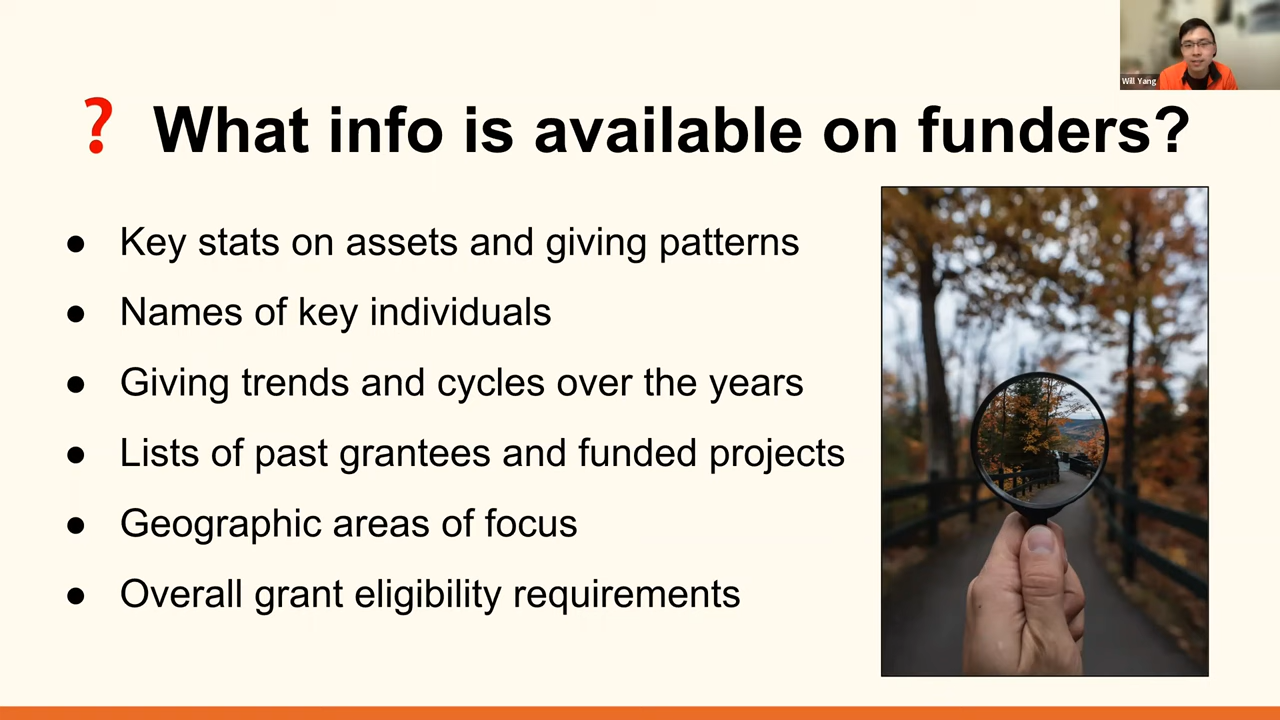 Will Yang
❓ What info is available on funders?
● Key stats on assets and giving patterns
● Names of key individuals
● Giving trends and cycles over the years
● Lists of past grantees and funded projects
● Geographic areas of focus
● Overall grant eligibility requirements